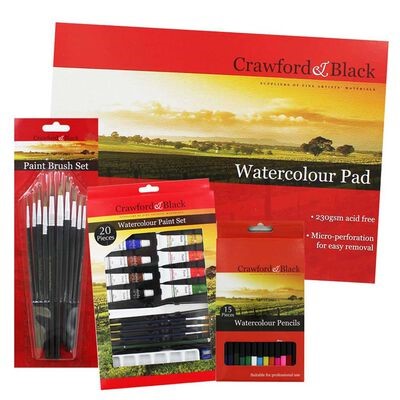 Crawford & Black
SUPPLIERS OF FINE ARTISTS' MATERIALS
Watercolour Pad
• 230gsm acid free
• Micro-perforation
for easy removal
Crawford & Black
Paint Brush Set
Crawford & Black
Watercolour Paint Set
20
Pieces
Crawford & Black
15
Pieces
Watercolour Pencils
Suitable for professional use